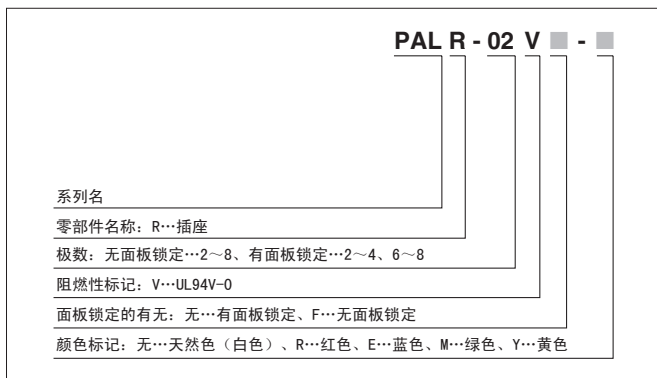 PAL R - 02 V ■ - ■
系列名
零部件名称：R…插座
极数：无面板锁定…2～8、有面板锁定…2～4、6～8
阻燃性标记：V…UL94V-0
面板锁定的有无：无…有面板锁定、F…无面板锁定
颜色标记：无…天然色（白色）、R…红色、E…蓝色、M…绿色、Y…黄色